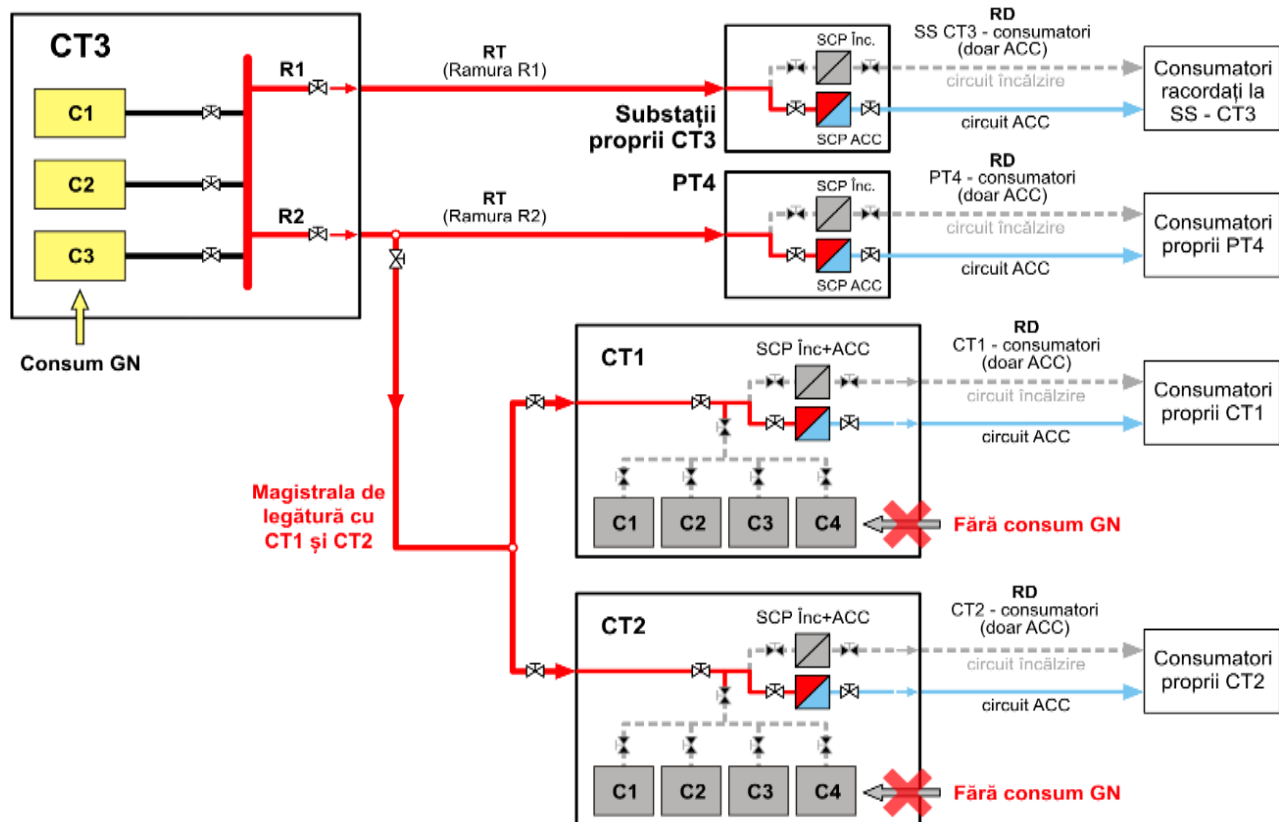 CT3
C1
C2
C3
R1
R2
Consum GN
RT
(Ramura R1)
Substații
proprii CT3
SCP Înc.
SCP ACC
RD
SS CT3 - consumatori
(doar ACC)
circuit încălzire
circuit ACC
Consumatori
racordați la
SS - CT3
RT
(Ramura R2)
PT4
SCP Înc.
SCP ACC
RD
PT4 - consumatori
(doar ACC)
circuit încălzire
circuit ACC
Consumatori
proprii PT4
Magistrala de
legătură cu
CT1 și CT2
CT1
SCP Înc+ACC
C1
C2
C3
C4
Fără consum GN
RD
CT1 - consumatori
(doar ACC)
circuit încălzire
circuit ACC
Consumatori
proprii CT1
CT2
SCP Înc+ACC
C1
C2
C3
C4
Fără consum GN
RD
CT2 - consumatori
(doar ACC)
circuit încălzire
circuit ACC
Consumatori
proprii CT2